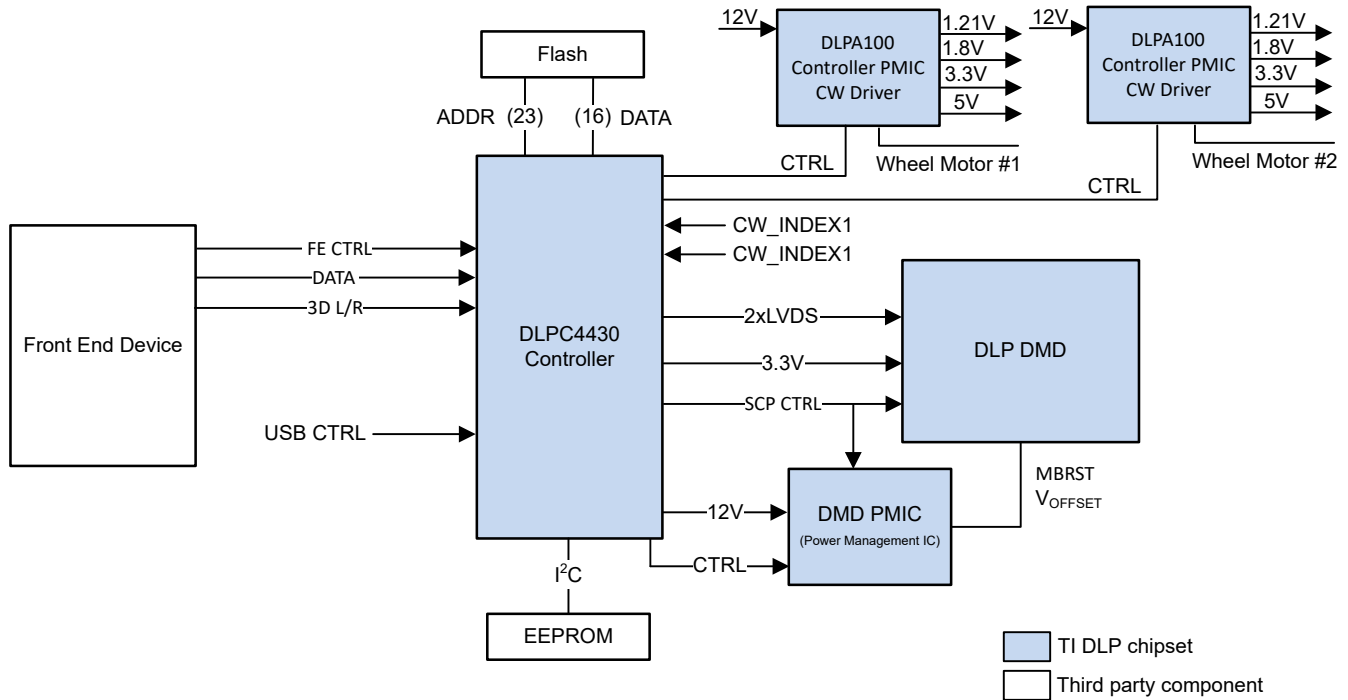 12V
DLPA100
Controller PMIC
CW Driver
1.21V
1.8V
3.3V
5V
12V
DLPA100
Controller PMIC
CW Driver
1.21V
1.8V
3.3V
5V
Flash
ADDR (23) (16) DATA
CTRL
Wheel Motor #1
CTRL
Wheel Motor #2
Front End Device
FE CTRL
DATA
3D L/R
USB CTRL
DLPC4430
Controller
CW_INDEX1
CW_INDEX1
2xLVDS
3.3V
SCP CTRL
DLP DMD
MBRST
VOFFSET
12V
CTRL
DMD PMIC
(Power Management IC)
I²C
EEPROM
TI DLP chipset
Third party component